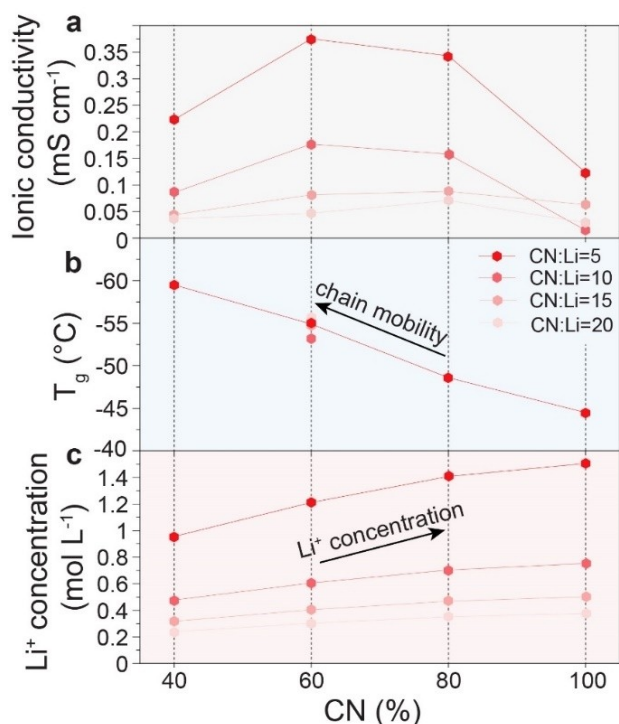 a
Ionic conductivity
(mS cm⁻¹)
0.35
0.3
0.25
0.2
0.15
0.1
0.05
0
b
T_g (°C)
-60
-55
-50
-45
-40
chain mobility
CN:Li=5
CN:Li=10
CN:Li=15
CN:Li=20
c
Li⁺ concentration
(mol L⁻¹)
1.4
1.2
1
0.8
0.6
0.4
0.2
0
Li⁺ concentration
40 60 80 100
CN (%)